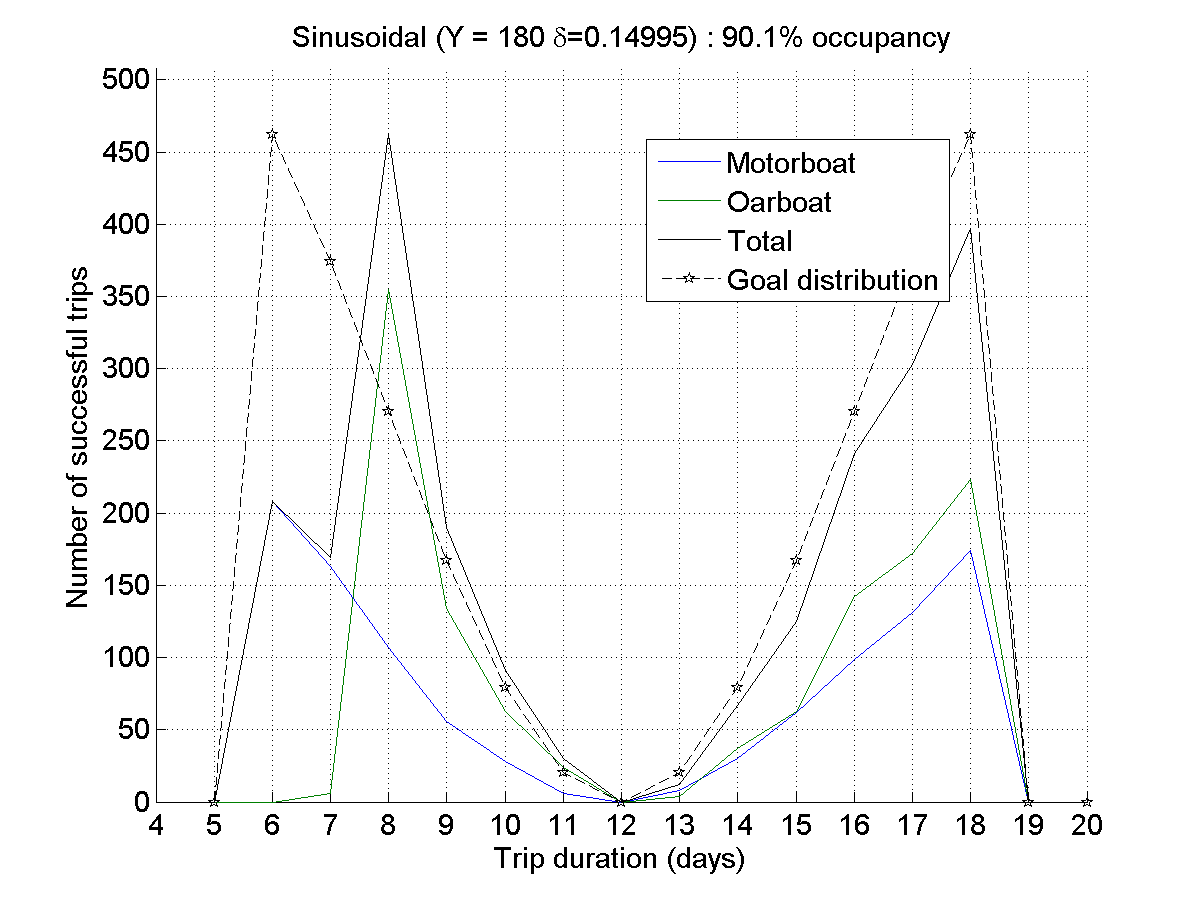 Sinusoidal (Y = 180 δ=0.14995) : 90.1% occupancy
500
450
400
350
300
250
200
150
100
50
0
Number of successful trips
Motorboat
Oarboat
Total
Goal distribution
4 5 6 7 8 9 10 11 12 13 14 15 16 17 18 19 20
Trip duration (days)